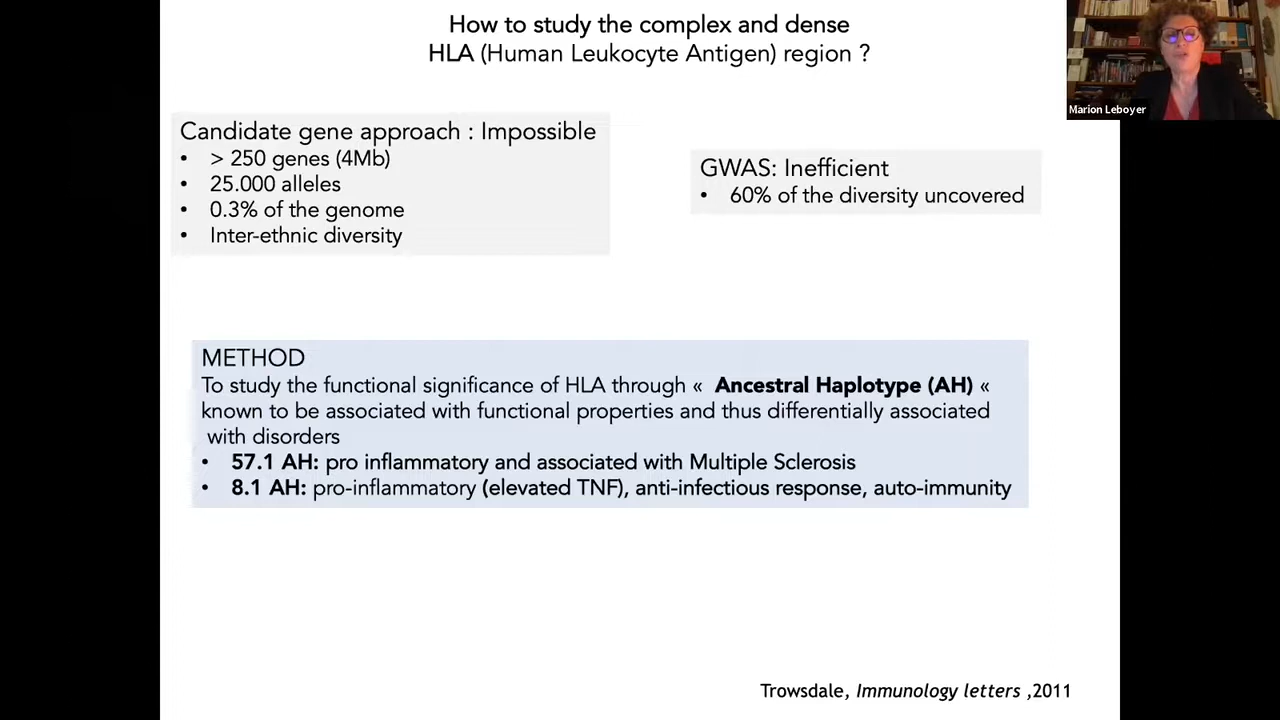 How to study the complex and dense
HLA (Human Leukocyte Antigen) region ?
Marion Leboyer
Candidate gene approach : Impossible
• > 250 genes (4Mb)
• 25.000 alleles
• 0.3% of the genome
• Inter-ethnic diversity
GWAS: Inefficient
• 60% of the diversity uncovered
METHOD
To study the functional significance of HLA through « Ancestral Haplotype (AH) «
known to be associated with functional properties and thus differentially associated
with disorders
• 57.1 AH: pro inflammatory and associated with Multiple Sclerosis
• 8.1 AH: pro-inflammatory (elevated TNF), anti-infectious response, auto-immunity
Trowsdale, Immunology letters ,2011